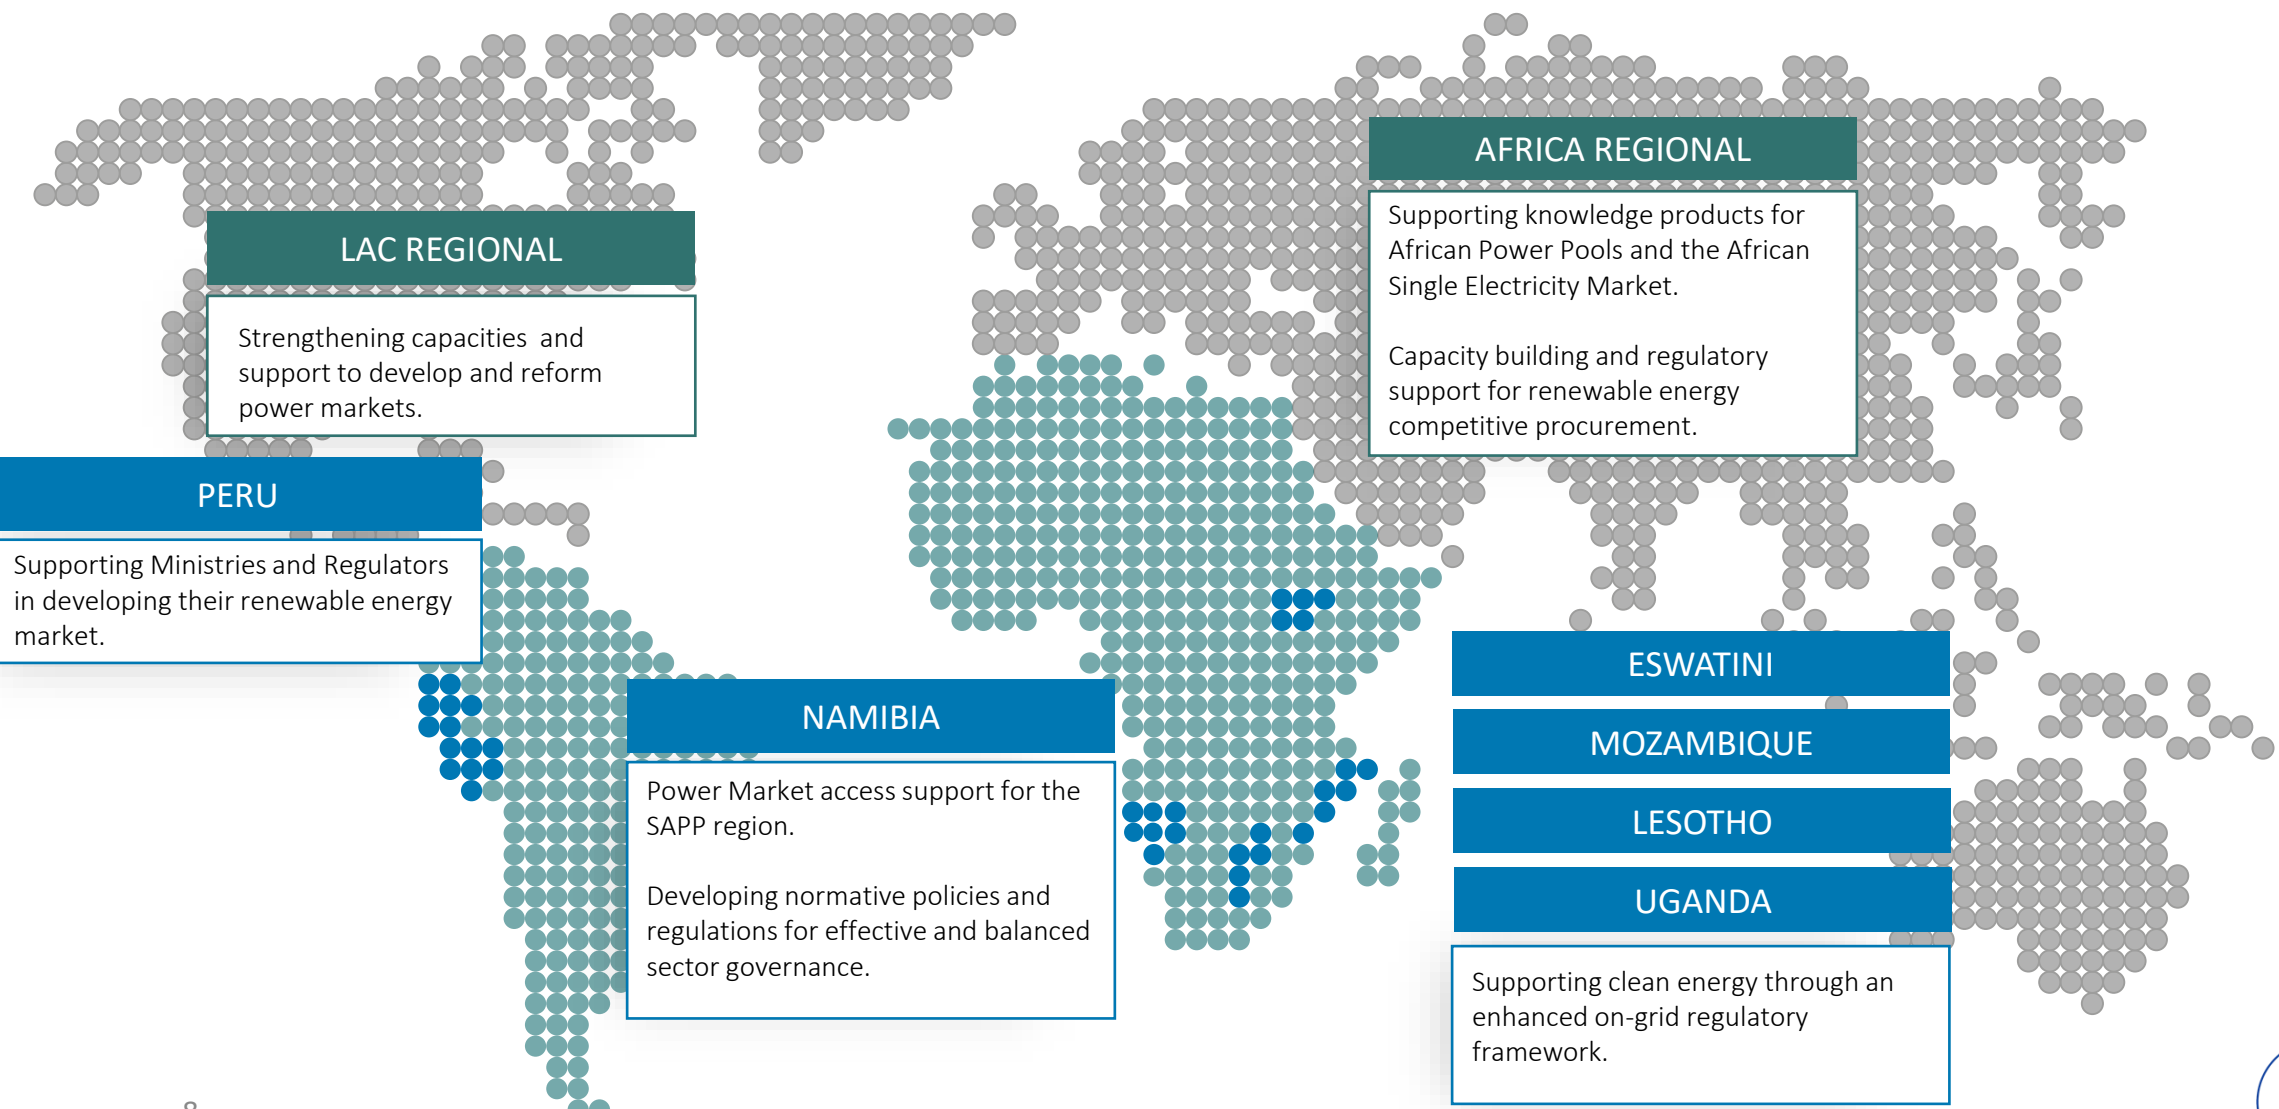 AFRICA REGIONAL
Supporting knowledge products for
African Power Pools and the African
Single Electricity Market.
Capacity building and regulatory
support for renewable energy
competitive procurement.
LAC REGIONAL
Strengthening capacities and
support to develop and reform
power markets.
PERU
Supporting Ministries and Regulators
in developing their renewable energy
market.
NAMIBIA
Power Market access support for the
SAPP region.
Developing normative policies and
regulations for effective and balanced
sector governance.
ESWATINI
MOZAMBIQUE
LESOTHO
UGANDA
Supporting clean energy through an
enhanced on-grid regulatory
framework.